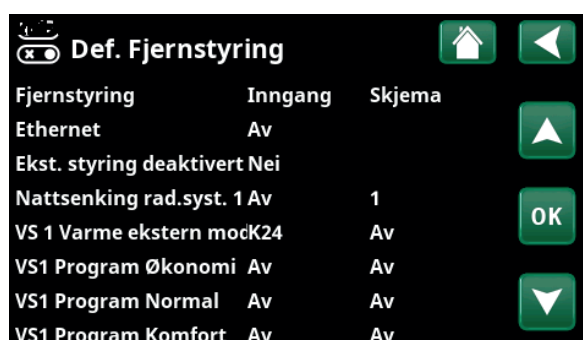 Def. Fjernstyring
Fjernstyring Inngang Skjema
Ethernet Av
Ekst. styring deaktivert Nei
Nattsenking rad.syst. 1 Av 1
OK
VS 1 Varme ekstern mod K24 Av
VS1 Program Økonomi Av Av
VS1 Program Normal Av Av
VS1 Program Komfort Av Av